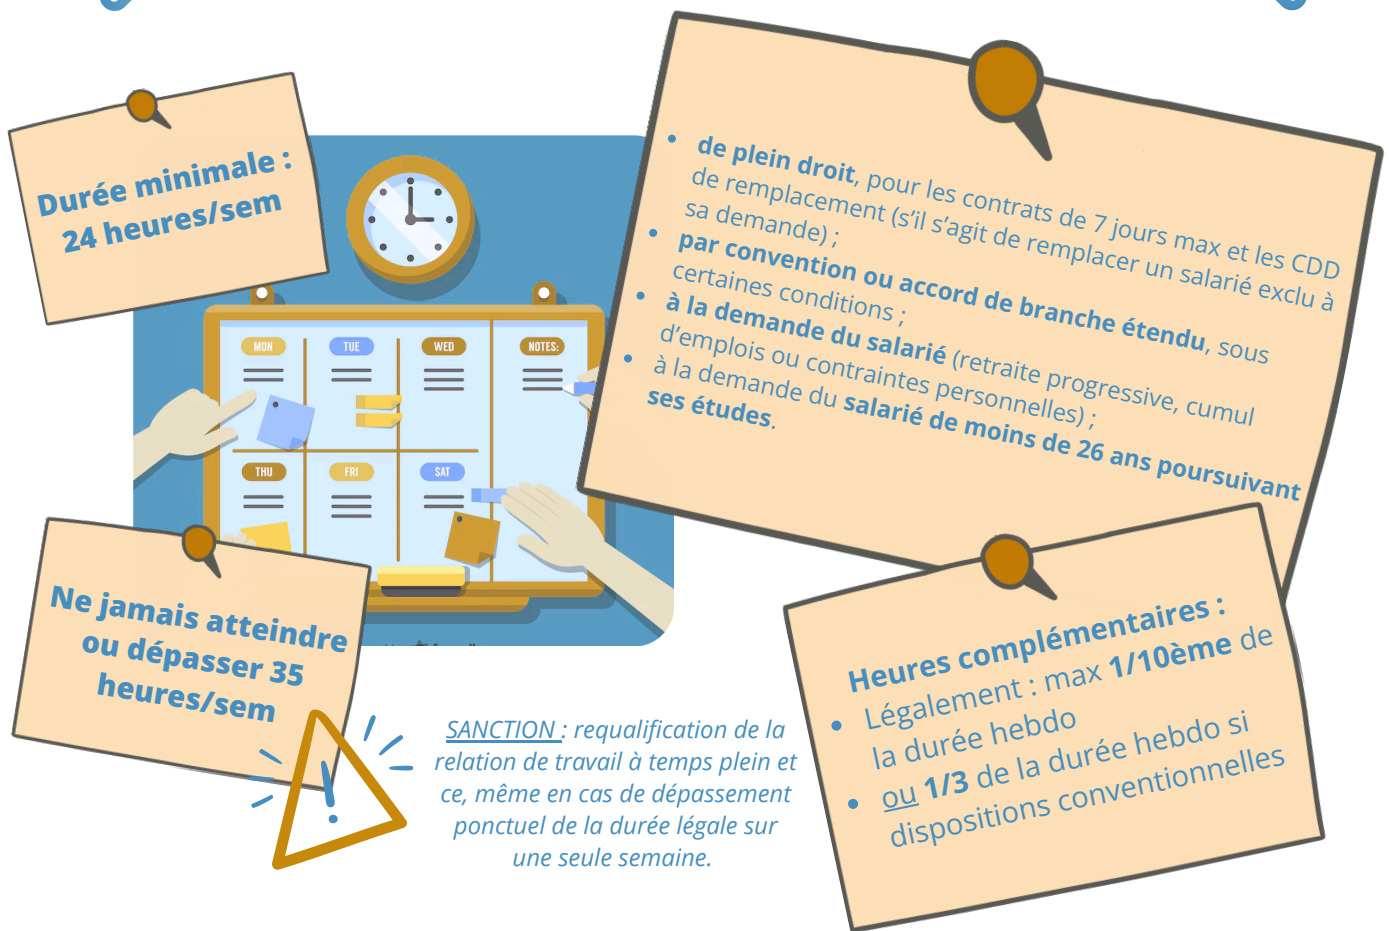 Durée minimale :
24 heures/sem
• de plein droit, pour les contrats de 7 jours max et les CDD
de remplacement (s'il s'agit de remplacer un salarié exclu à
sa demande) ;
• par convention ou accord de branche étendu, sous
certaines conditions ;
• à la demande du salarié (retraite progressive, cumul
d'emplois ou contraintes personnelles) ;
• à la demande du salarié de moins de 26 ans poursuivant
ses études.
MON
TUE
WED
NOTES:
THU
FRI
SAT
Ne jamais atteindre
ou dépasser 35
heures/sem
SANCTION : requalification de la
relation de travail à temps plein et
ce, même en cas de dépassement
ponctuel de la durée légale sur
une seule semaine.
Heures complémentaires :
• Légalement : max 1/10ème de
la durée hebdo
• ou 1/3 de la durée hebdo si
dispositions conventionnelles